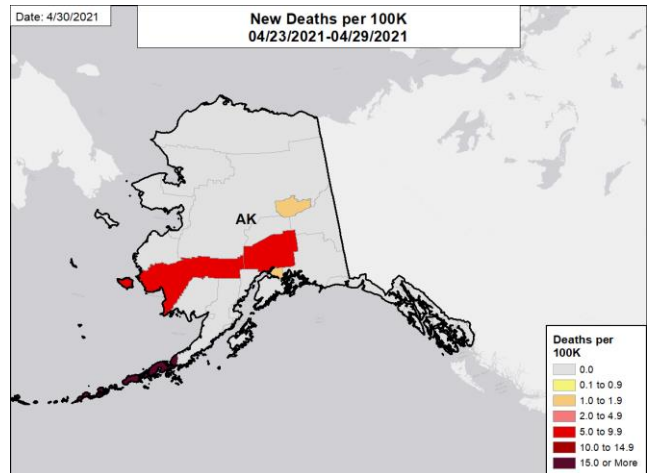 Date: 4/30/2021
New Deaths per 100K
04/23/2021-04/29/2021
AK
Deaths per
100K
0.0
0.1 to 0.9
1.0 to 1.9
2.0 to 4.9
5.0 to 9.9
10.0 to 14.9
15.0 or More